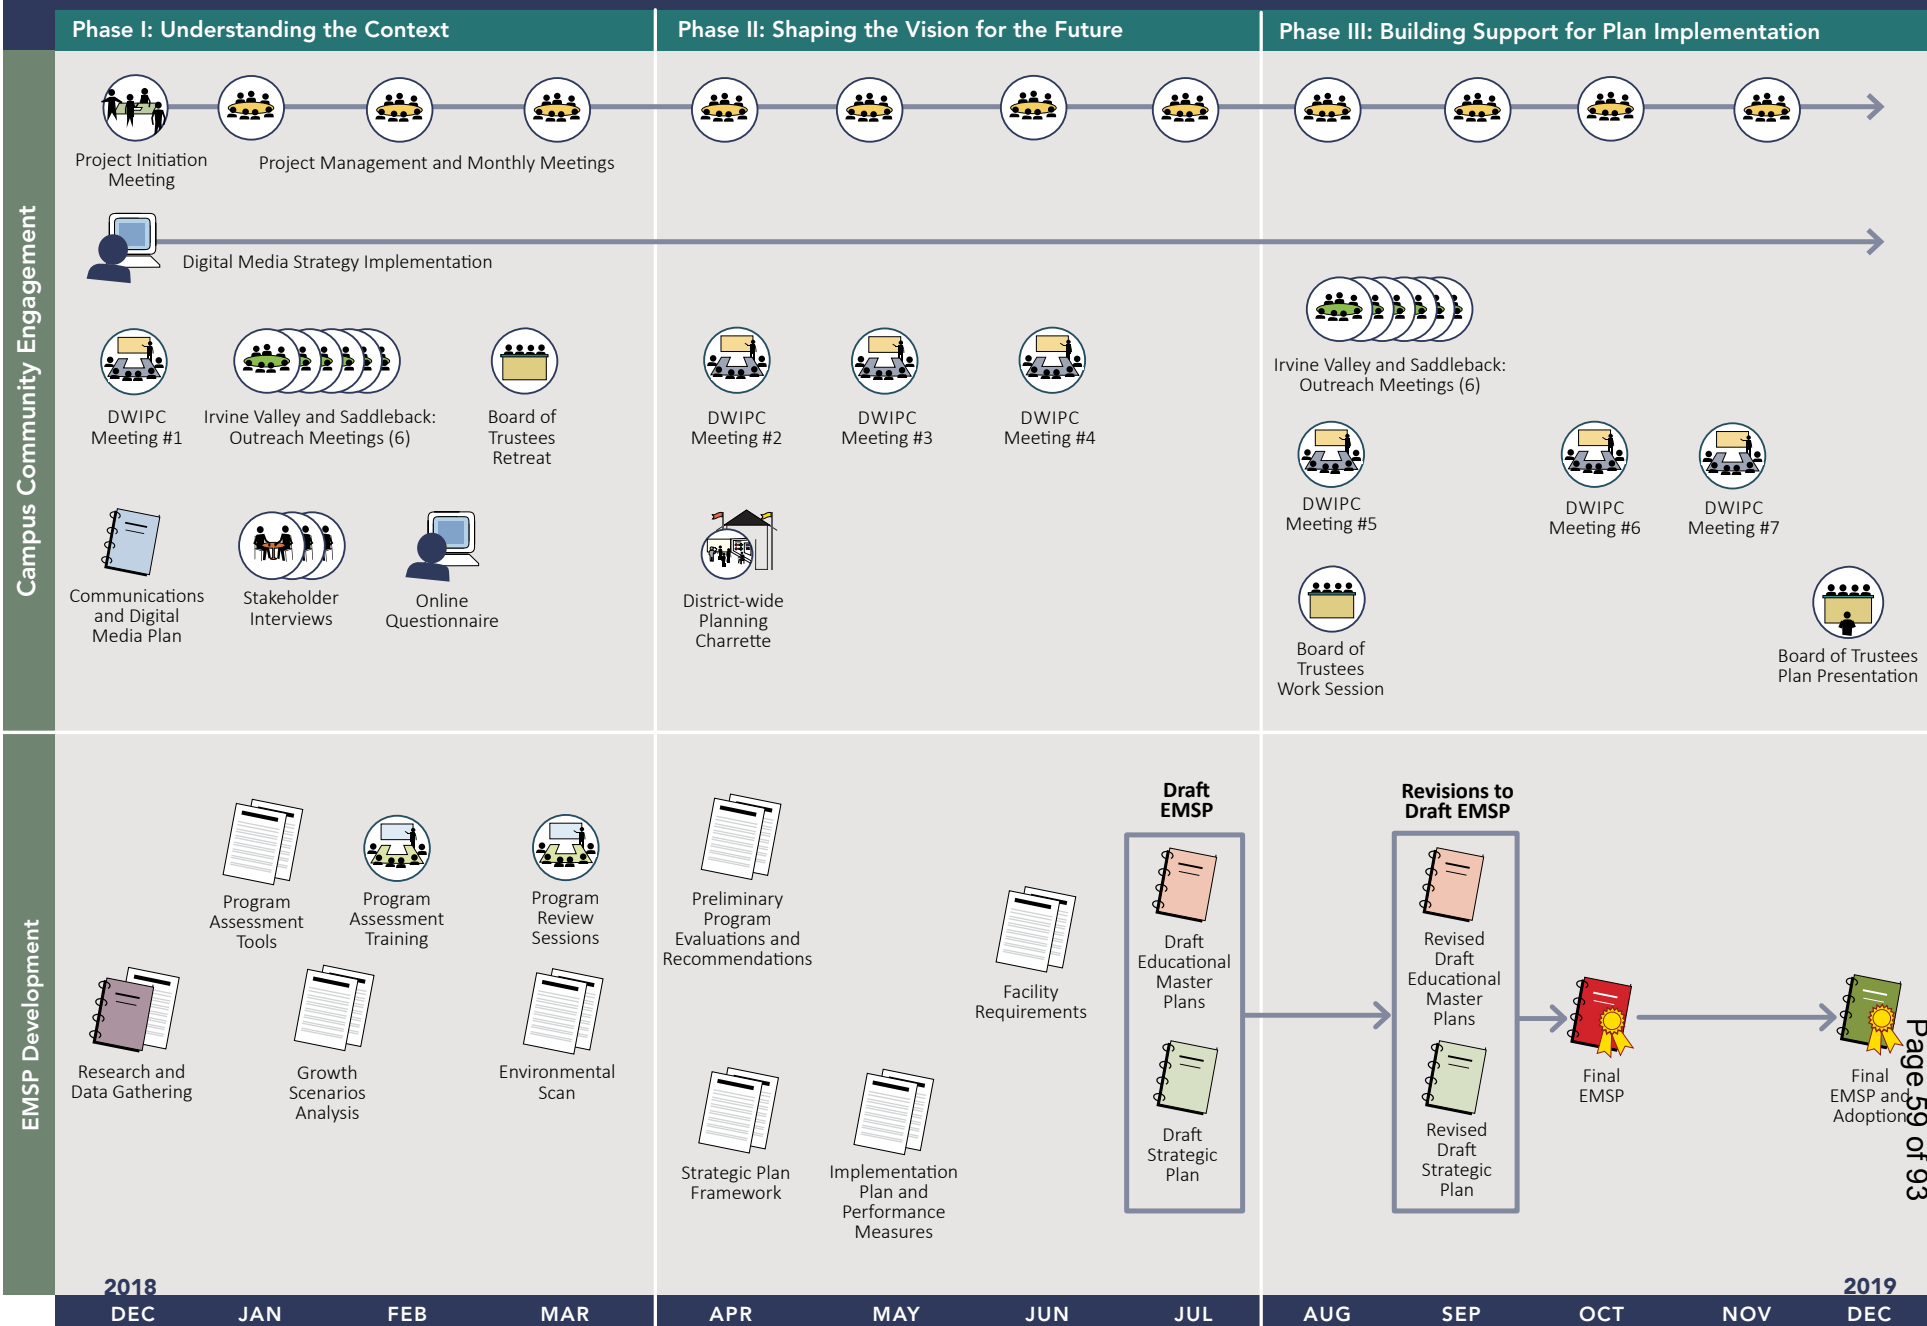 Phase I: Understanding the Context
Phase II: Shaping the Vision for the Future
Phase III: Building Support for Plan Implementation
Campus Community Engagement
Project Initiation
Meeting
Project Management and Monthly Meetings
Digital Media Strategy Implementation
DWIPC
Meeting #1
Irvine Valley and Saddleback:
Outreach Meetings (6)
Board of
Trustees
Retreat
DWIPC
Meeting #2
DWIPC
Meeting #3
DWIPC
Meeting #4
Irvine Valley and Saddleback:
Outreach Meetings (6)
DWIPC
Meeting #5
DWIPC
Meeting #6
DWIPC
Meeting #7
Communications
and Digital
Media Plan
Stakeholder
Interviews
Online
Questionnaire
District-wide
Planning
Charrette
Board of
Trustees
Work Session
Board of Trustees
Plan Presentation
EMSP Development
Program
Assessment
Tools
Program
Assessment
Training
Program
Review
Sessions
Research and
Data Gathering
Growth
Scenarios
Analysis
Environmental
Scan
Preliminary
Program
Evaluations and
Recommendations
Facility
Requirements
Strategic Plan
Framework
Implementation
Plan and
Performance
Measures
Draft
EMSP
Draft
Educational
Master
Plans
Draft
Strategic
Plan
Revisions to
Draft EMSP
Revised
Draft
Educational
Master
Plans
Revised
Draft
Strategic
Plan
Final
EMSP
Final
EMSP and
Adoption
Page 59 of 93
2018
2019
DEC
JAN
FEB
MAR
APR
MAY
JUN
JUL
AUG
SEP
OCT
NOV
DEC